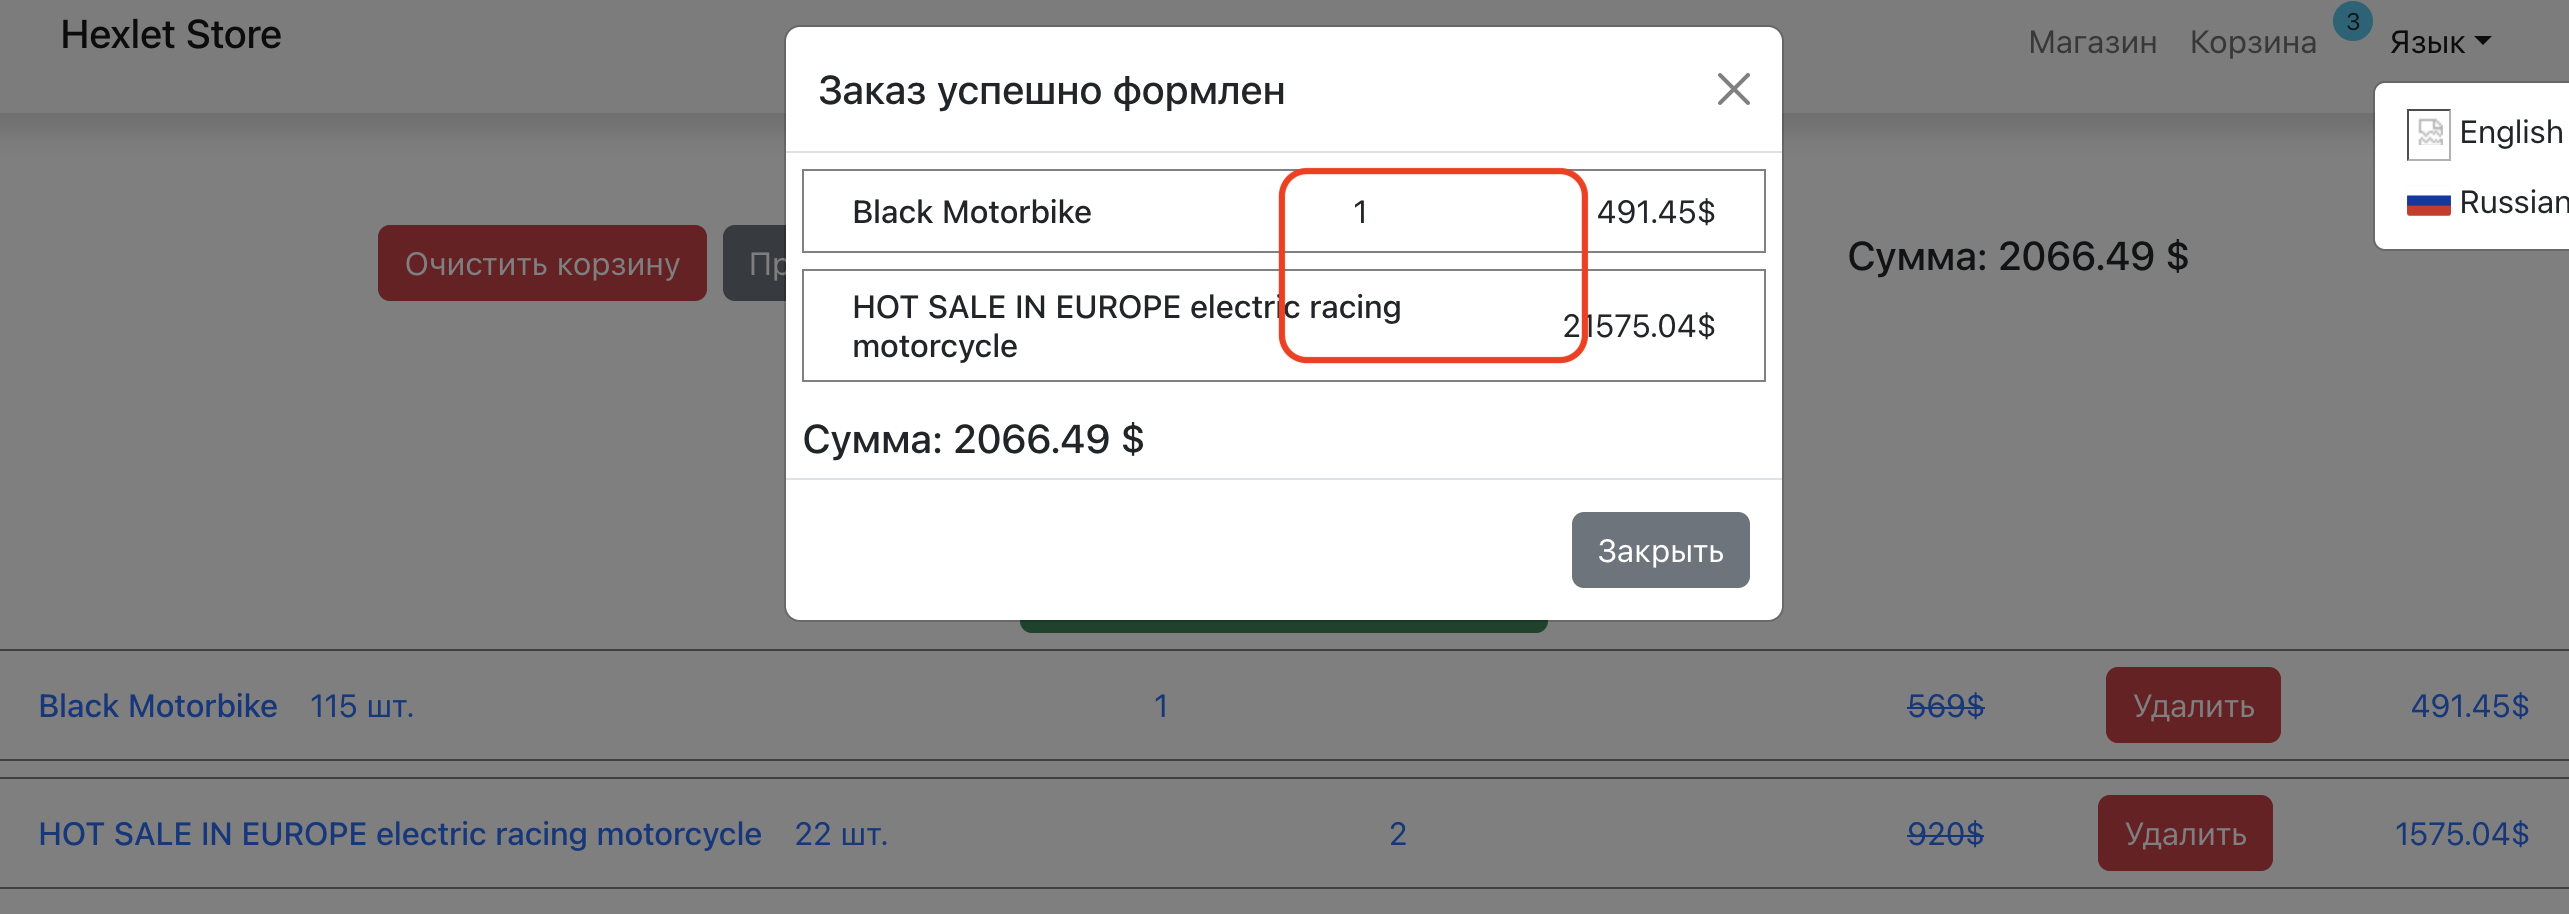 Hexlet Store
Магазин Корзина 3 Язык
English
Russian
Заказ успешно формлен
Black Motorbike 1 491.45$
HOT SALE IN EUROPE electric racing
motorcycle
21575.04$
Сумма: 2066.49 $
Закрыть
Очистить корзину Пр
Сумма: 2066.49 $
Black Motorbike 115 шт. 1 569$ Удалить 491.45$
HOT SALE IN EUROPE electric racing motorcycle 22 шт. 2 920$ Удалить 1575.04$